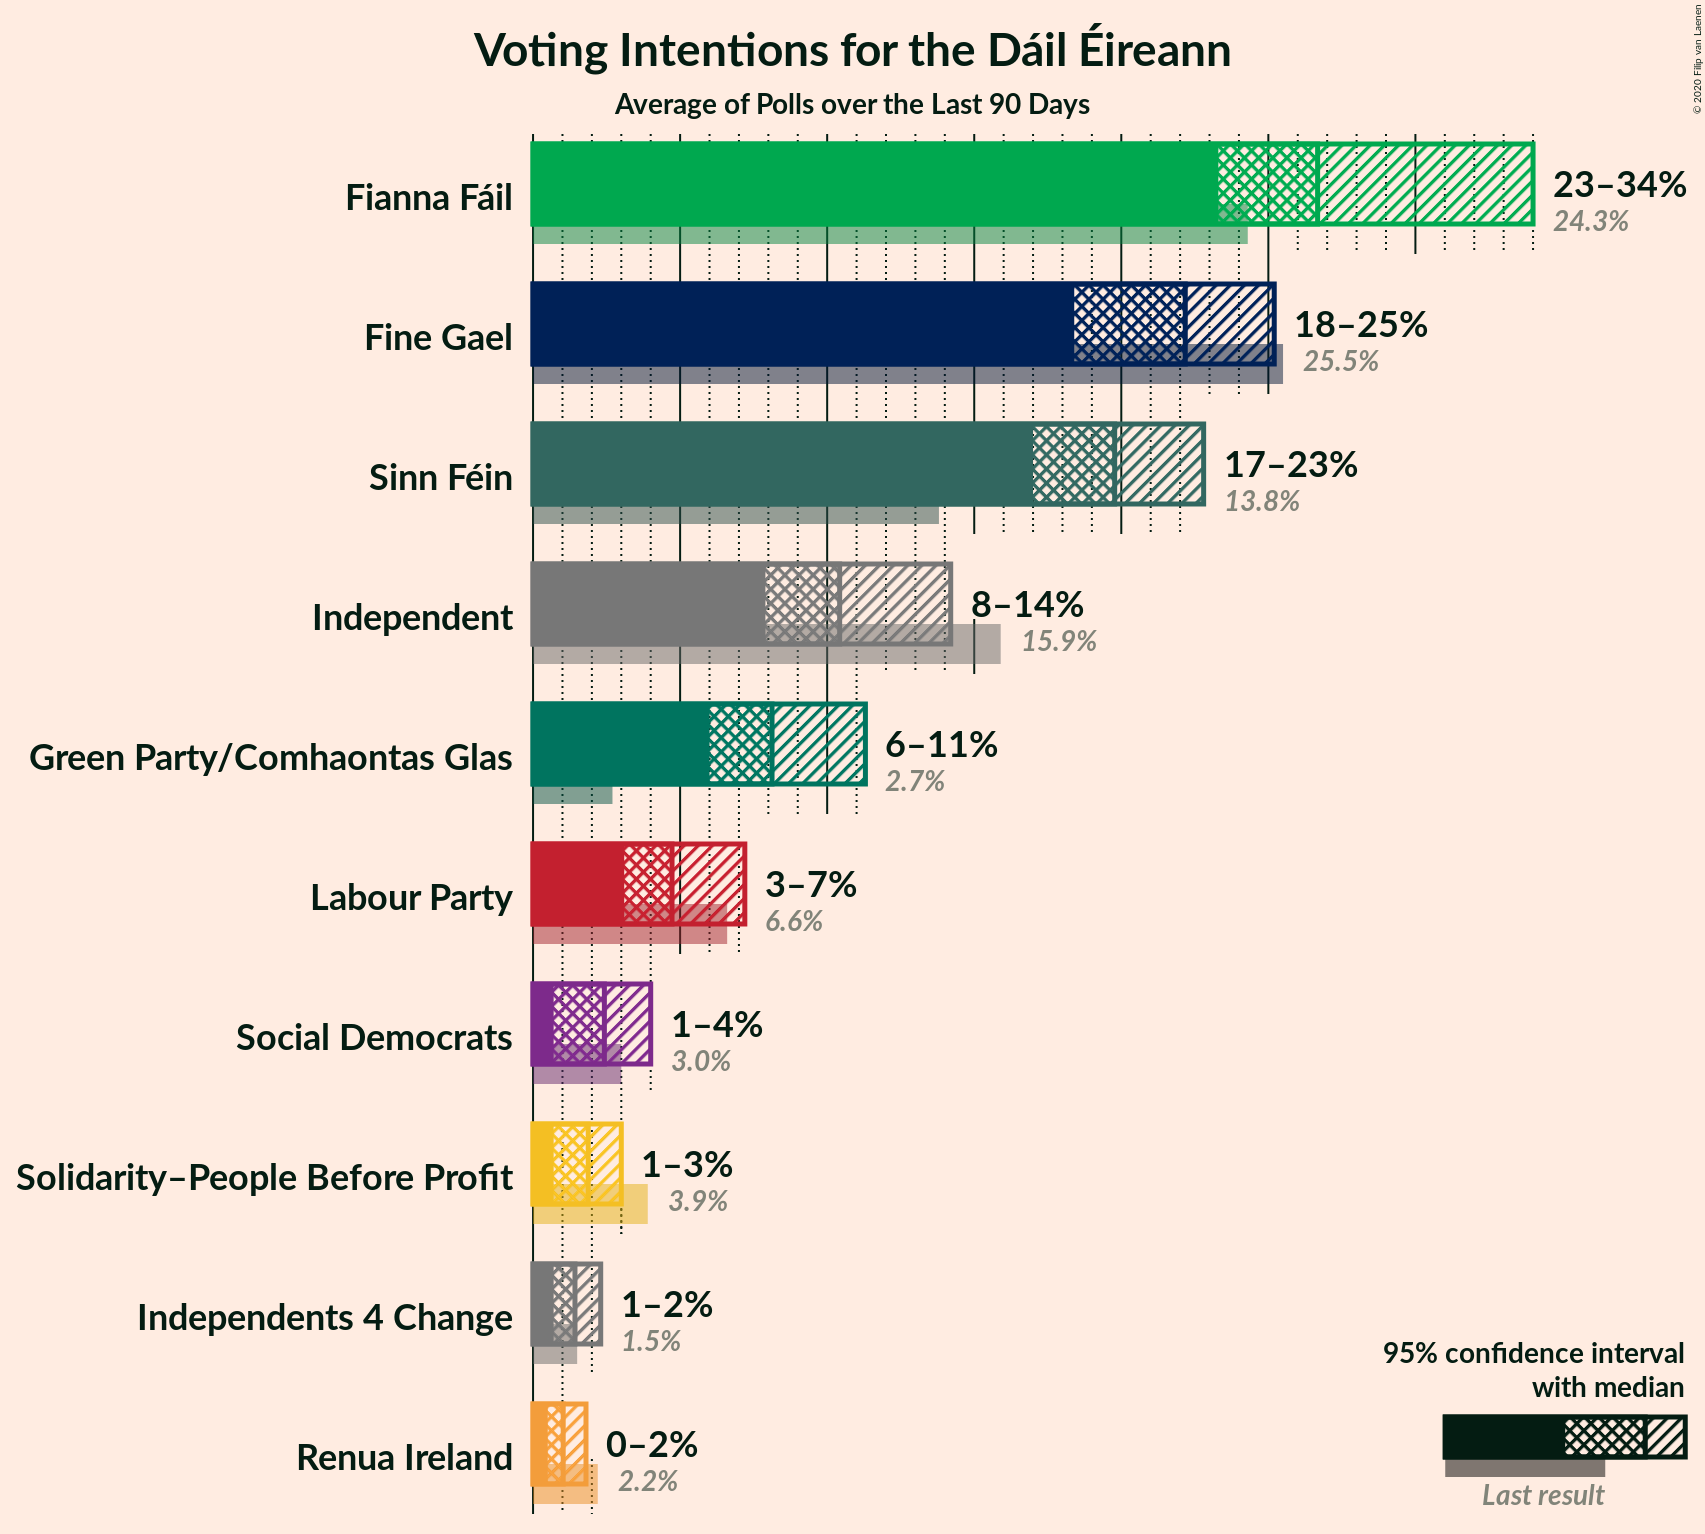 Voting Intentions for the Dáil Éireann
Average of Polls over the Last 90 Days
© 2020 Filip van Laenen
Fianna Fáil
23–34%
24.3%
Fine Gael
18–25%
25.5%
Sinn Féin
17–23%
13.8%
Independent
8–14%
15.9%
Green Party/Comhaontas Glas
6–11%
2.7%
Labour Party
3–7%
6.6%
Social Democrats
1–4%
3.0%
Solidarity–People Before Profit
1–3%
3.9%
Independents 4 Change
1–2%
1.5%
Renua Ireland
0–2%
2.2%
95% confidence interval
with median
Last result